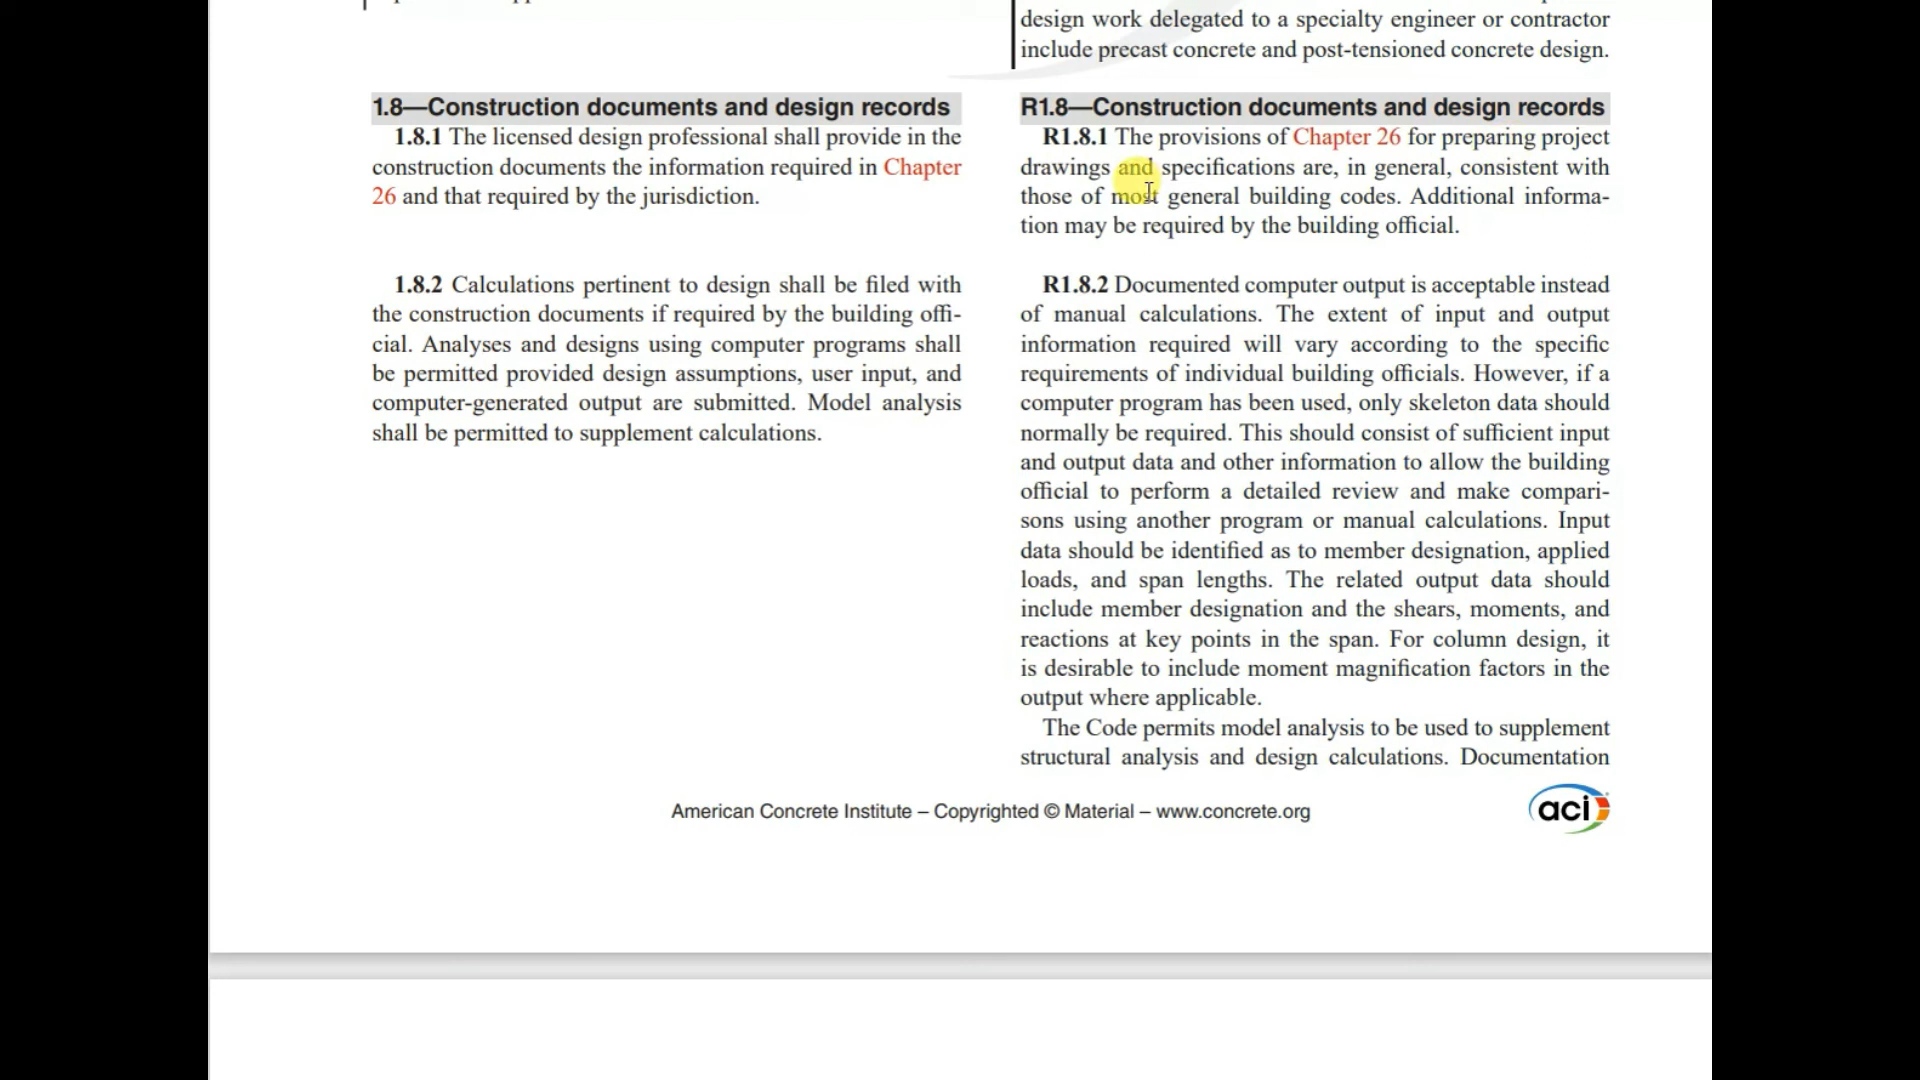 design work delegated to a specialty engineer or contractor
include precast concrete and post-tensioned concrete design.
1.8—Construction documents and design records
1.8.1 The licensed design professional shall provide in the
construction documents the information required in Chapter
26 and that required by the jurisdiction.
1.8.2 Calculations pertinent to design shall be filed with
the construction documents if required by the building offi-
cial. Analyses and designs using computer programs shall
be permitted provided design assumptions, user input, and
computer-generated output are submitted. Model analysis
shall be permitted to supplement calculations.
R1.8—Construction documents and design records
R1.8.1 The provisions of Chapter 26 for preparing project
drawings and specifications are, in general, consistent with
those of most general building codes. Additional informa-
tion may be required by the building official.
R1.8.2 Documented computer output is acceptable instead
of manual calculations. The extent of input and output
information required will vary according to the specific
requirements of individual building officials. However, if a
computer program has been used, only skeleton data should
normally be required. This should consist of sufficient input
and output data and other information to allow the building
official to perform a detailed review and make compari-
sons using another program or manual calculations. Input
data should be identified as to member designation, applied
loads, and span lengths. The related output data should
include member designation and the shears, moments, and
reactions at key points in the span. For column design, it
is desirable to include moment magnification factors in the
output where applicable.
The Code permits model analysis to be used to supplement
structural analysis and design calculations. Documentation
American Concrete Institute – Copyrighted © Material – www.concrete.org
aci